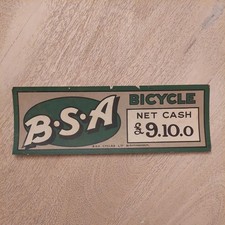 B·S·A
BICYCLE
NET CASH
£9.10.0